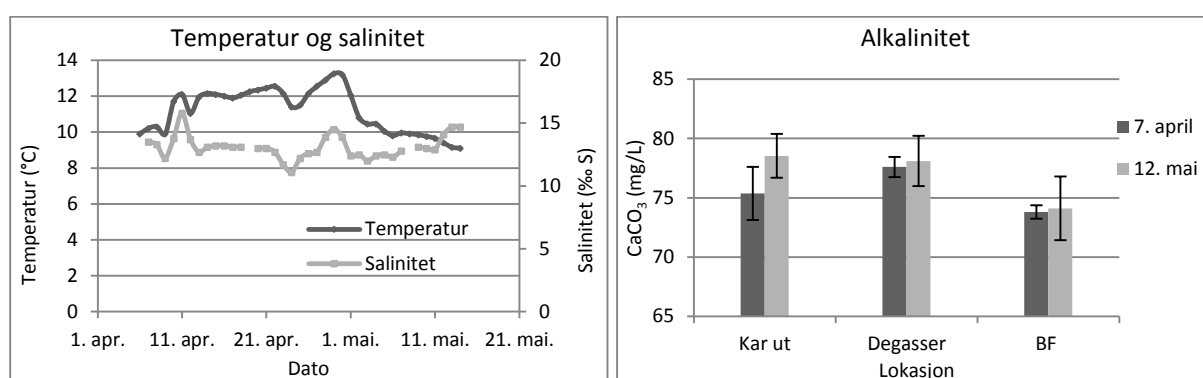 Temperatur og salinitet
14
12
10
8
6
4
2
0
Temperatur (°C)
20
15
10
5
0
Salinitet (‰ S)
Temperatur
Salinitet
1. apr. 11. apr. 21. apr. 1. mai. 11. mai. 21. mai.
Dato
Alkalinitet
85
80
75
70
65
CaCO₃ (mg/L)
7. april
12. mai
Kar ut Degasser BF
Lokasjon